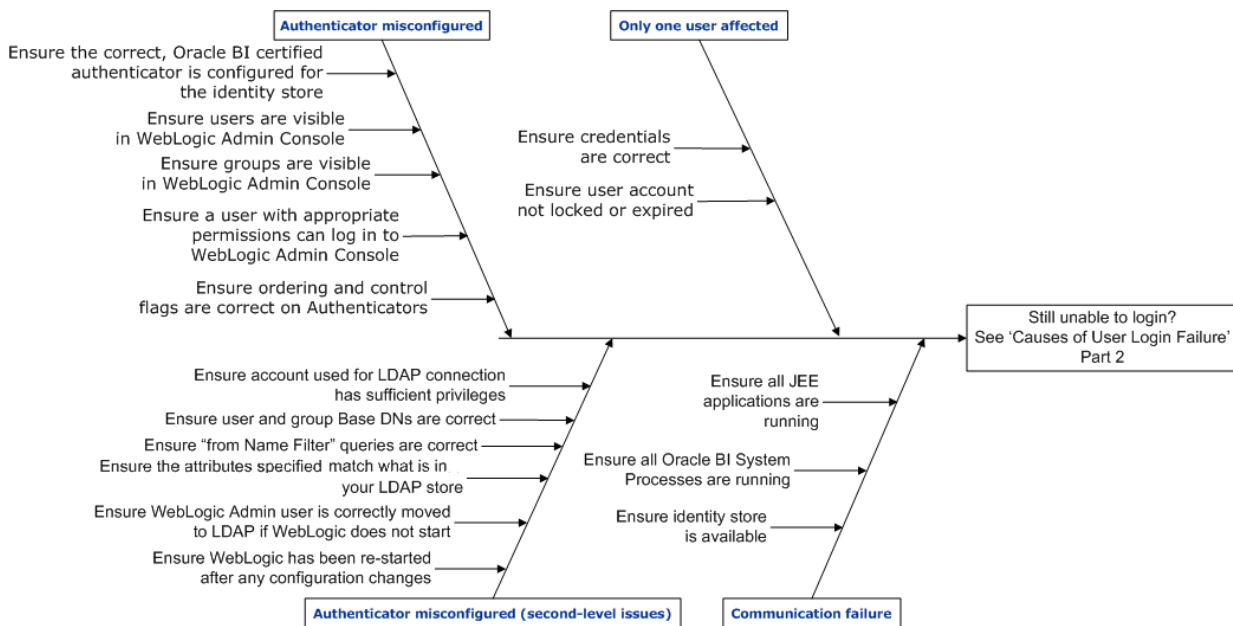 Authenticator misconfigured
Ensure the correct, Oracle BI certified
authenticator is configured for
the identity store
Ensure users are visible
in WebLogic Admin Console
Ensure groups are visible
in WebLogic Admin Console
Ensure a user with appropriate
permissions can log in to
WebLogic Admin Console
Ensure ordering and control
flags are correct on Authenticators
Only one user affected
Ensure credentials
are correct
Ensure user account
not locked or expired
Still unable to login?
See ‘Causes of User Login Failure’
Part 2
Ensure account used for LDAP connection
has sufficient privileges
Ensure user and group Base DNs are correct
Ensure “from Name Filter” queries are correct
Ensure the attributes specified match what is in
your LDAP store
Ensure WebLogic Admin user is correctly moved
to LDAP if WebLogic does not start
Ensure WebLogic has been re-started
after any configuration changes
Authenticator misconfigured (second-level issues)
Ensure all JEE
applications are
running
Ensure all Oracle BI System
Processes are running
Ensure identity store
is available
Communication failure